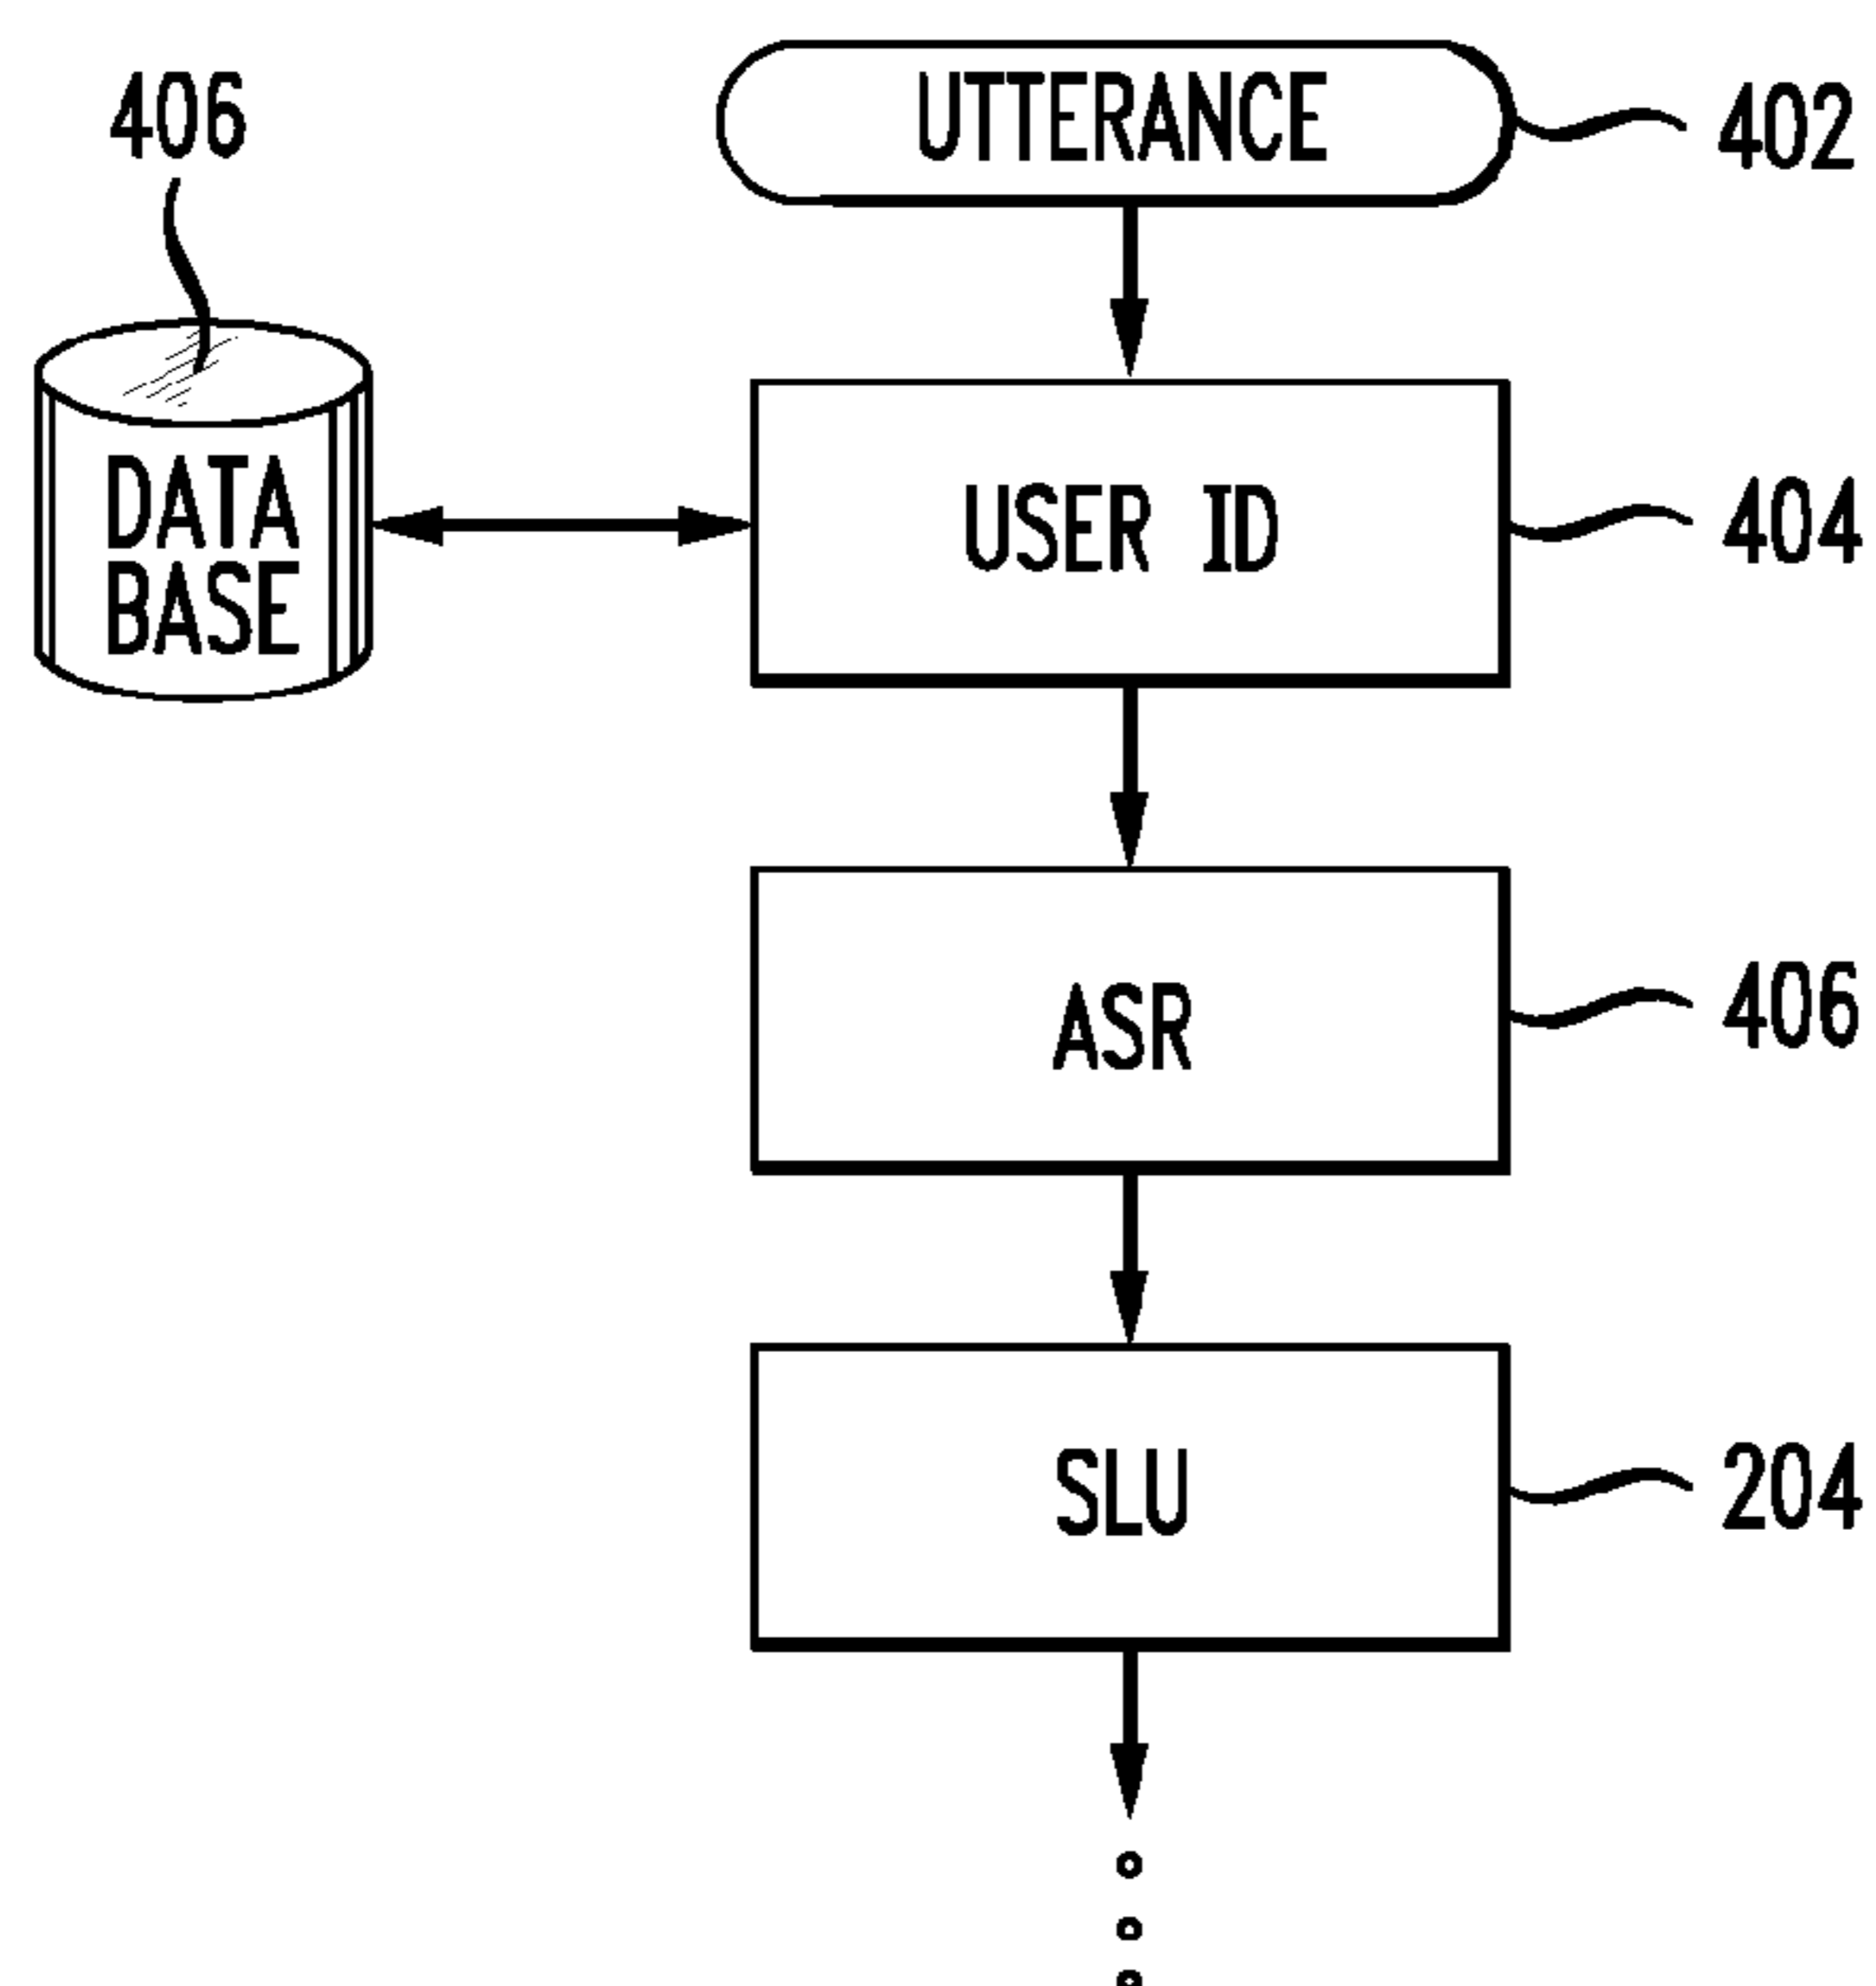 UTTERANCE
402
406
DATA
BASE
USER ID
404
ASR
406
SLU
204